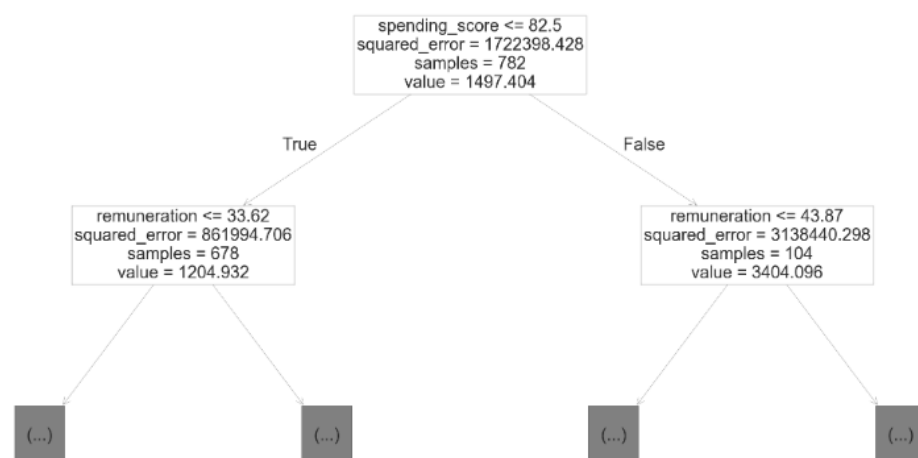 spending_score <= 82.5
squared_error = 1722398.428
samples = 782
value = 1497.404
True
False
remuneration <= 33.62
squared_error = 861994.706
samples = 678
value = 1204.932
remuneration <= 43.87
squared_error = 3138440.298
samples = 104
value = 3404.096
(...)
(...)
(...)
(...)